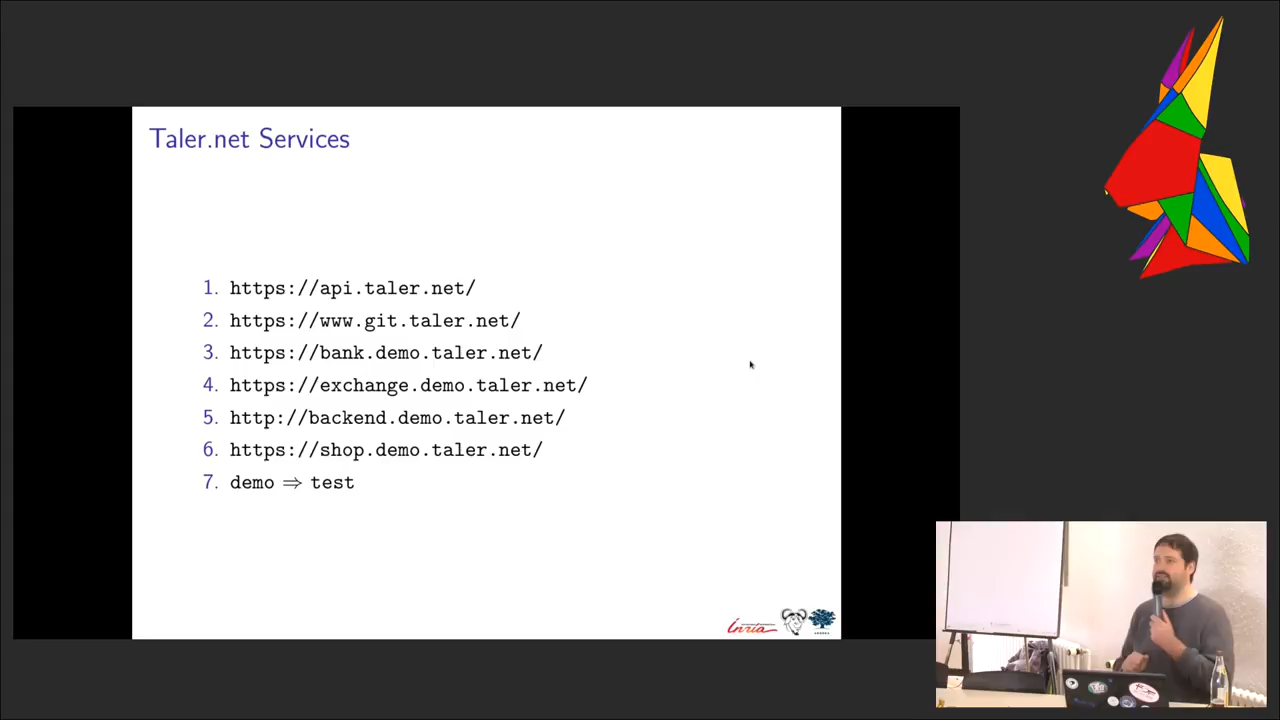 Taler.net Services
1. https://api.taler.net/
2. https://www.git.taler.net/
3. https://bank.demo.taler.net/
4. https://exchange.demo.taler.net/
5. http://backend.demo.taler.net/
6. https://shop.demo.taler.net/
7. demo ⇒ test
Inria